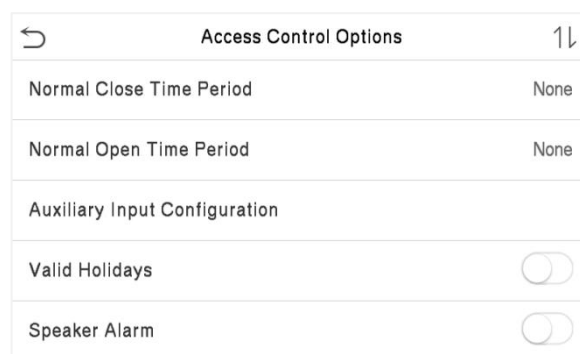 Access Control Options
Normal Close Time Period None
Normal Open Time Period None
Auxiliary Input Configuration
Valid Holidays
Speaker Alarm